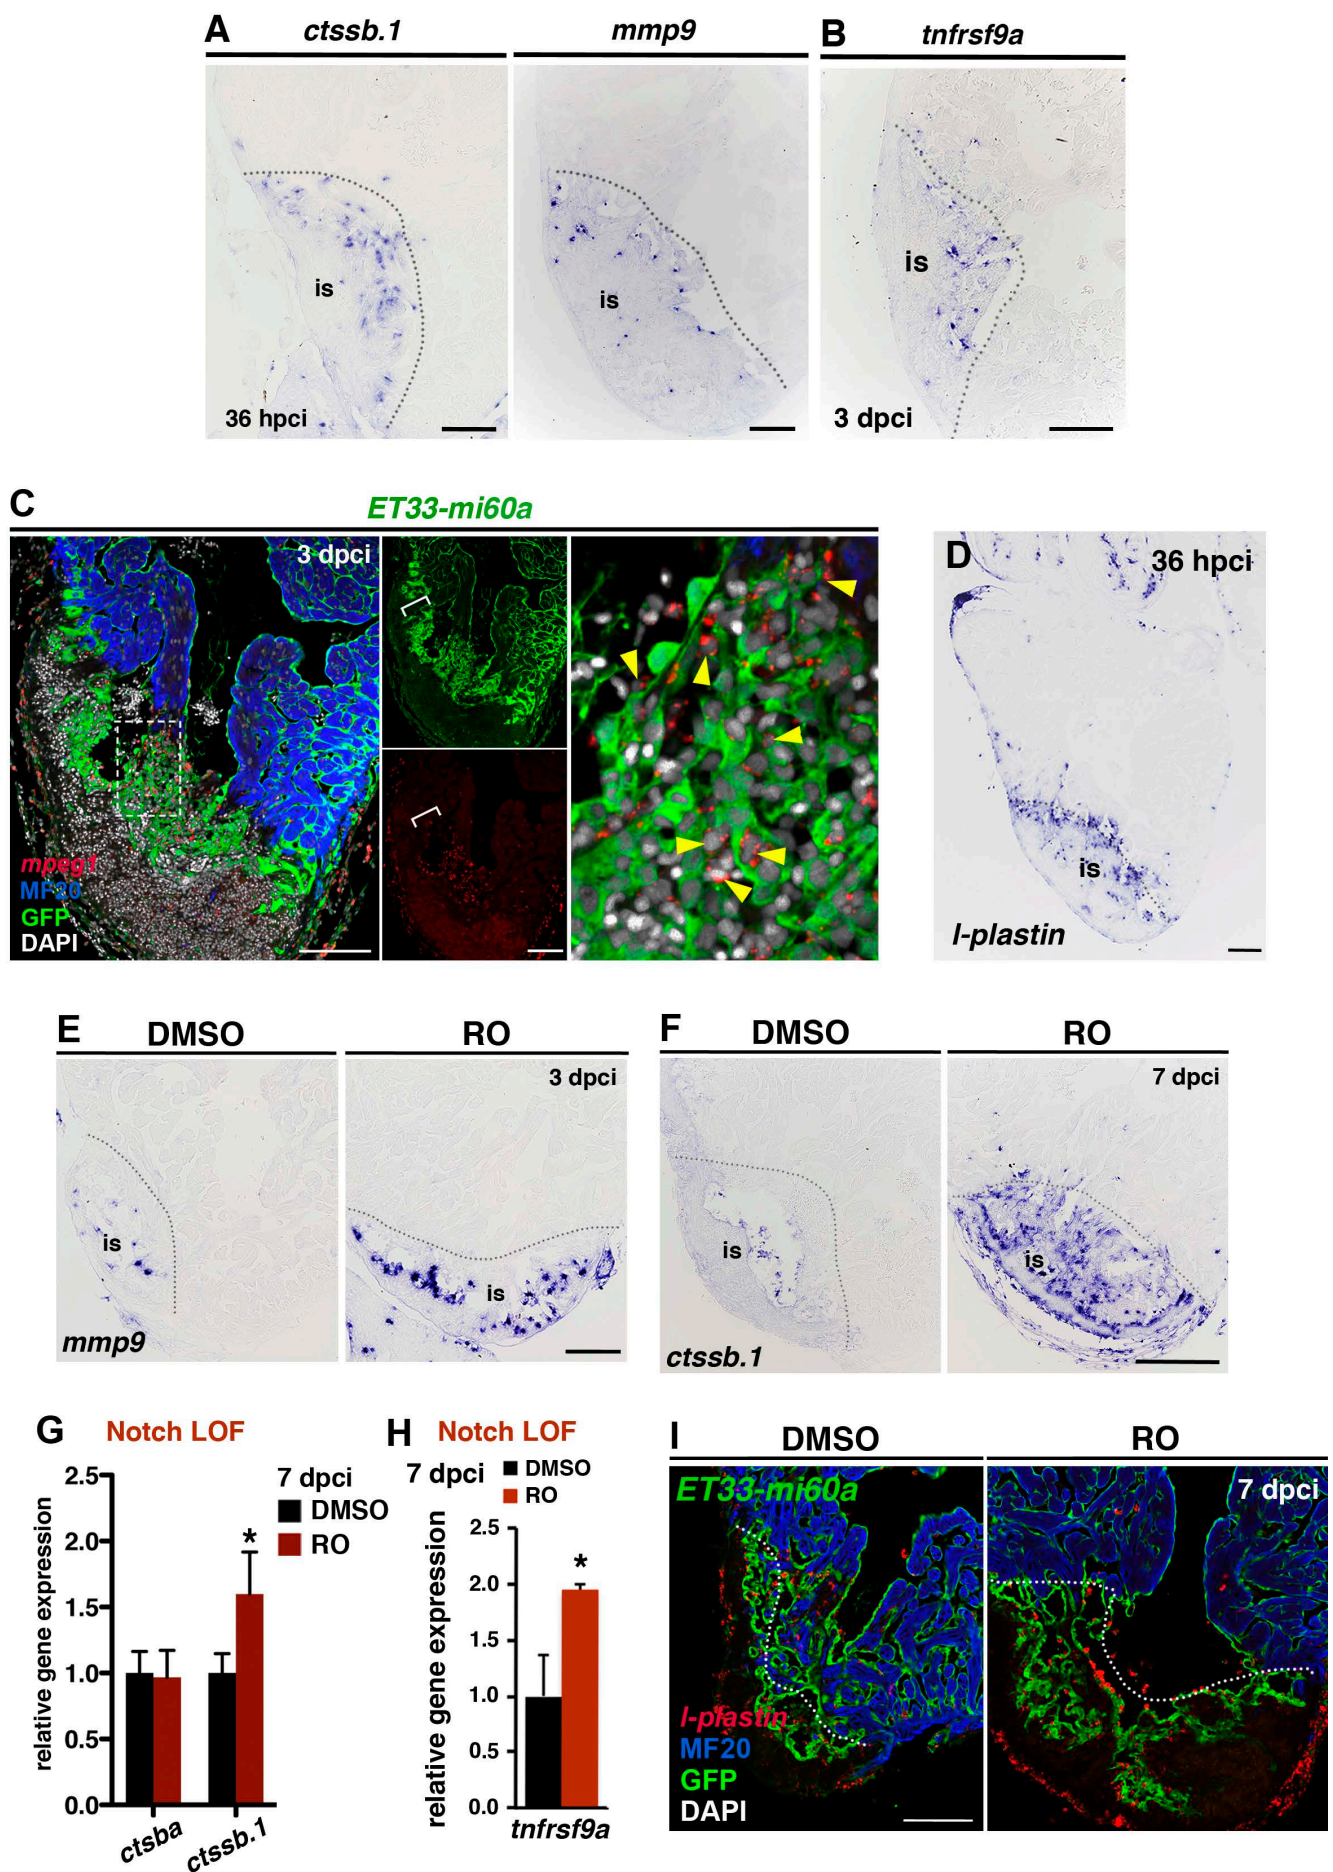 A
ctssb.1
mmp9
B
tnfrsf9a
is
is
is
36 hpci
3 dpci
C
ET33-mi60a
3 dpci
mpeg1
MF20
GFP
DAPI
D
36 hpci
is
l-plastin
E
DMSO
RO
3 dpci
is
is
mmp9
F
DMSO
RO
7 dpci
is
is
ctssb.1
G
Notch LOF
7 dpci
DMSO
RO
relative gene expression
2.5
2.0
1.5
1.0
0.5
0.0
*
ctsba
ctssb.1
H
Notch LOF
7 dpci
DMSO
RO
relative gene expression
2.5
2.0
1.5
1.0
0.5
0.0
*
tnfrsf9a
I
DMSO
RO
ET33-mi60a
7 dpci
l-plastin
MF20
GFP
DAPI